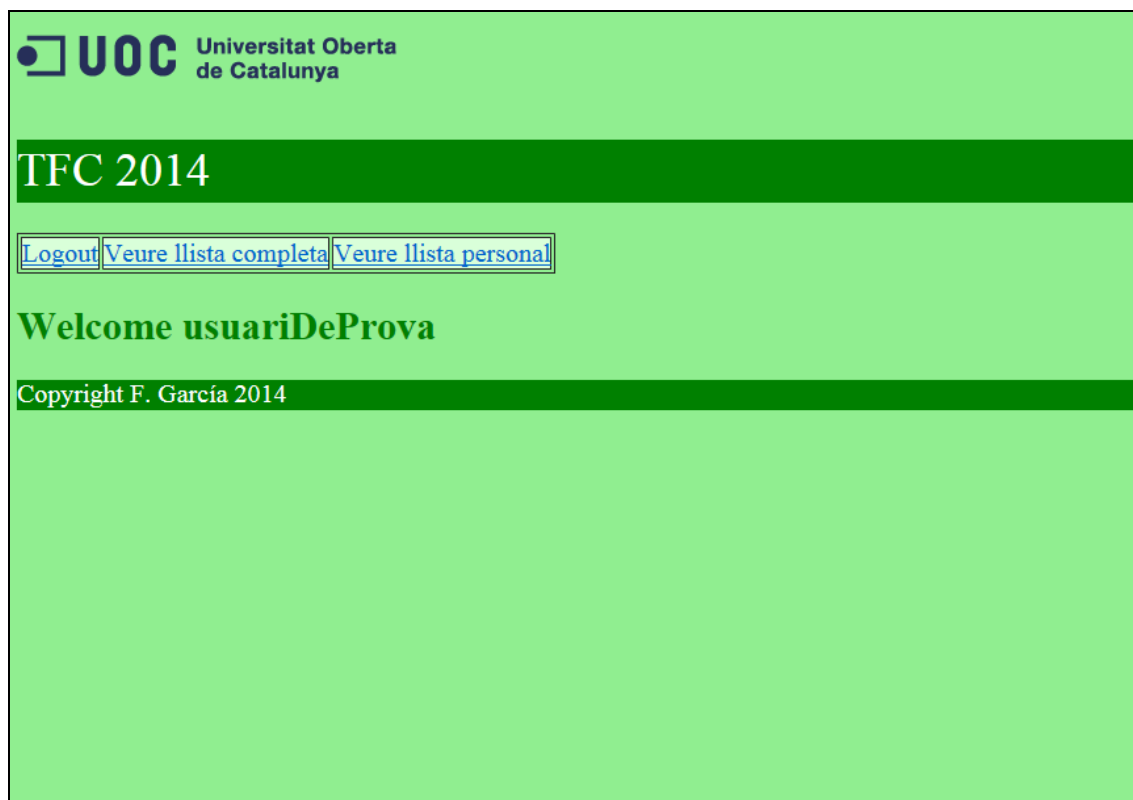 UOC Universitat Oberta
de Catalunya
TFC 2014
Logout Veure llista completa Veure llista personal
Welcome usuariDeProva
Copyright F. García 2014